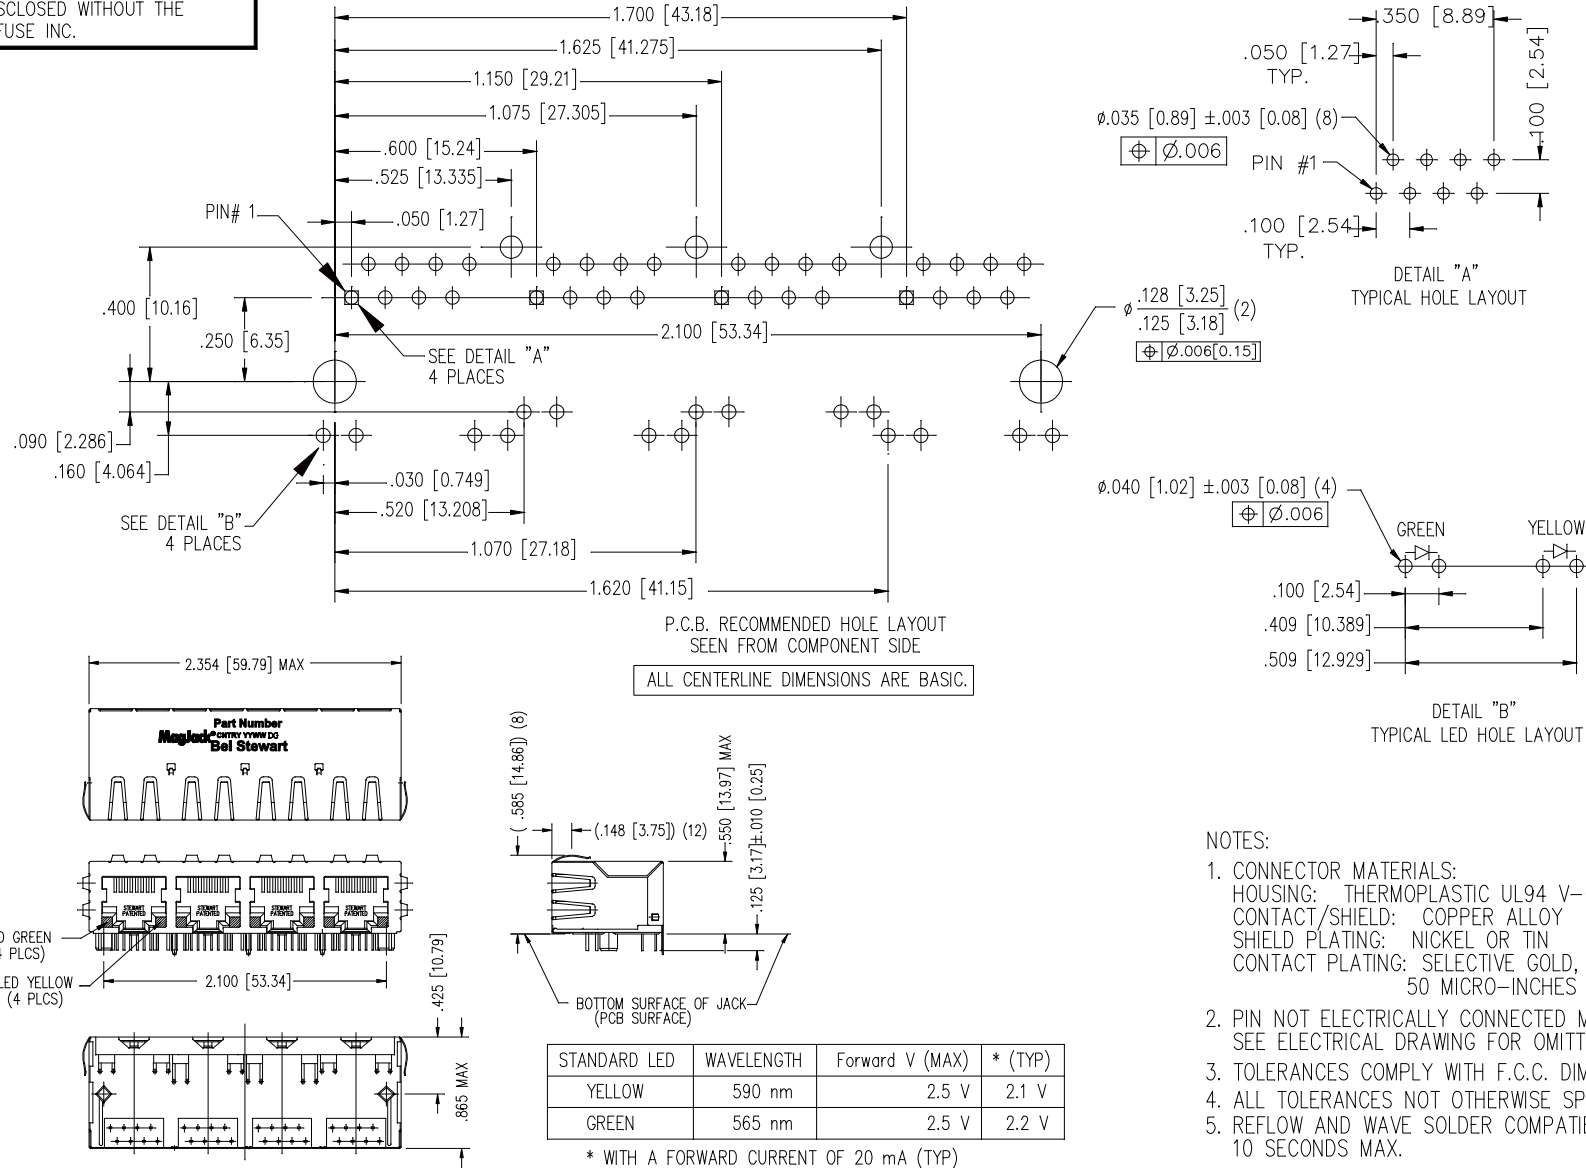 SCLOSED WITHOUT THE
FUSE INC.
1.700 [43.18]
1.625 [41.275]
1.150 [29.21]
1.075 [27.305]
.600 [15.24]
.525 [13.335]
PIN# 1
.050 [1.27]
.400 [10.16]
.250 [6.35]
2.100 [53.34]
SEE DETAIL "A"
4 PLACES
ø .128 [3.25]
.125 [3.18] (2)
⌖ Ø.006[0.15]
.090 [2.286]
.160 [4.064]
.030 [0.749]
.520 [13.208]
SEE DETAIL "B"
4 PLACES
1.070 [27.18]
1.620 [41.15]
P.C.B. RECOMMENDED HOLE LAYOUT
SEEN FROM COMPONENT SIDE
ALL CENTERLINE DIMENSIONS ARE BASIC.
.350 [8.89]
.050 [1.27]
TYP.
.100 [2.54]
ø.035 [0.89] ±.003 [0.08] (8)
⌖ Ø.006
PIN #1
.100 [2.54]
TYP.
DETAIL "A"
TYPICAL HOLE LAYOUT
ø.040 [1.02] ±.003 [0.08] (4)
⌖ Ø.006
GREEN
YELLOW
.100 [2.54]
.409 [10.389]
.509 [12.929]
DETAIL "B"
TYPICAL LED HOLE LAYOUT
2.354 [59.79] MAX
Part Number
MagJack CNTRY YYWW DG
Bel Stewart
STEWART
PATENTED
STEWART
PATENTED
STEWART
PATENTED
STEWART
PATENTED
D GREEN
4 PLCS)
LED YELLOW
(4 PLCS)
2.100 [53.34]
.425 [10.79]
.865 MAX
(.585 [14.86]) (8)
(.148 [3.75]) (12)
.550 [13.97] MAX
.125 [3.17]±.010 [0.25]
BOTTOM SURFACE OF JACK
(PCB SURFACE)
STANDARD LED WAVELENGTH Forward V (MAX) * (TYP)
YELLOW 590 nm 2.5 V 2.1 V
GREEN 565 nm 2.5 V 2.2 V
* WITH A FORWARD CURRENT OF 20 mA (TYP)
NOTES:
1. CONNECTOR MATERIALS:
HOUSING: THERMOPLASTIC UL94 V-
CONTACT/SHIELD: COPPER ALLOY
SHIELD PLATING: NICKEL OR TIN
CONTACT PLATING: SELECTIVE GOLD,
50 MICRO-INCHES
2. PIN NOT ELECTRICALLY CONNECTED M
SEE ELECTRICAL DRAWING FOR OMITT
3. TOLERANCES COMPLY WITH F.C.C. DIM
4. ALL TOLERANCES NOT OTHERWISE SP
5. REFLOW AND WAVE SOLDER COMPATIB
10 SECONDS MAX.